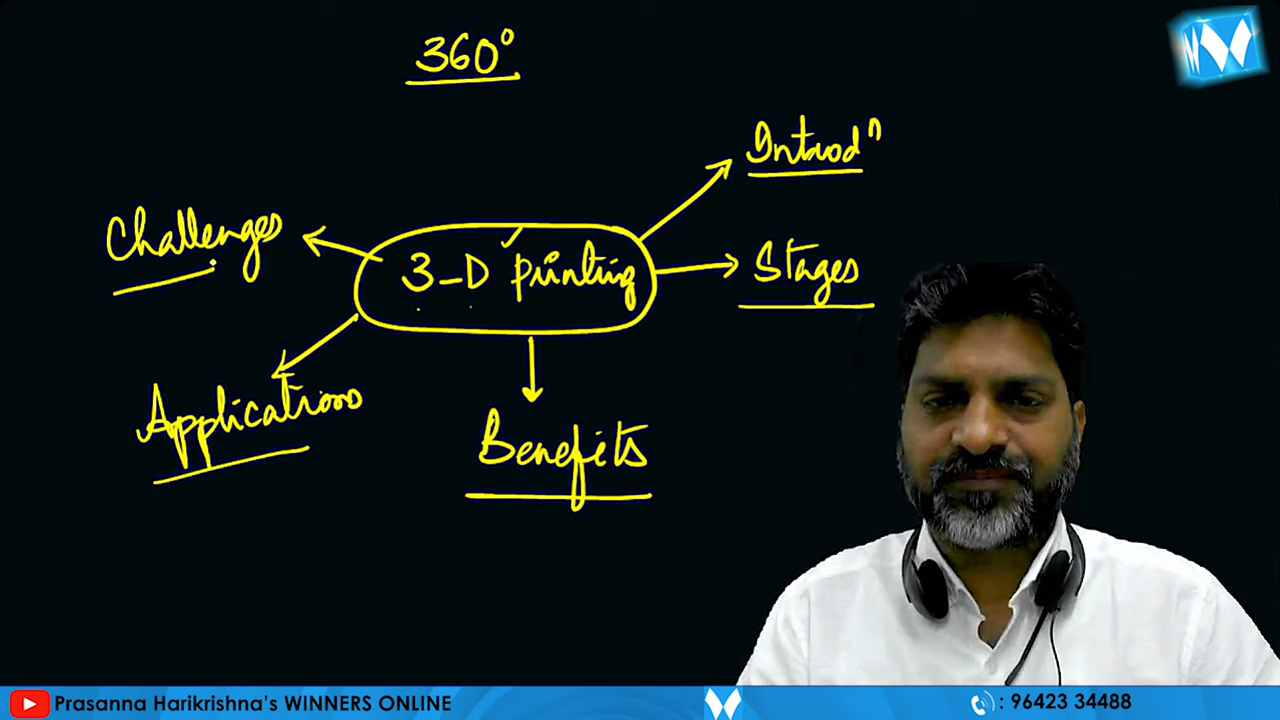 360°
Introdⁿ
Challenges
3-D printing
Stages
Applications
Benefits
W
Prasanna Harikrishna's WINNERS ONLINE
W
: 96423 34488